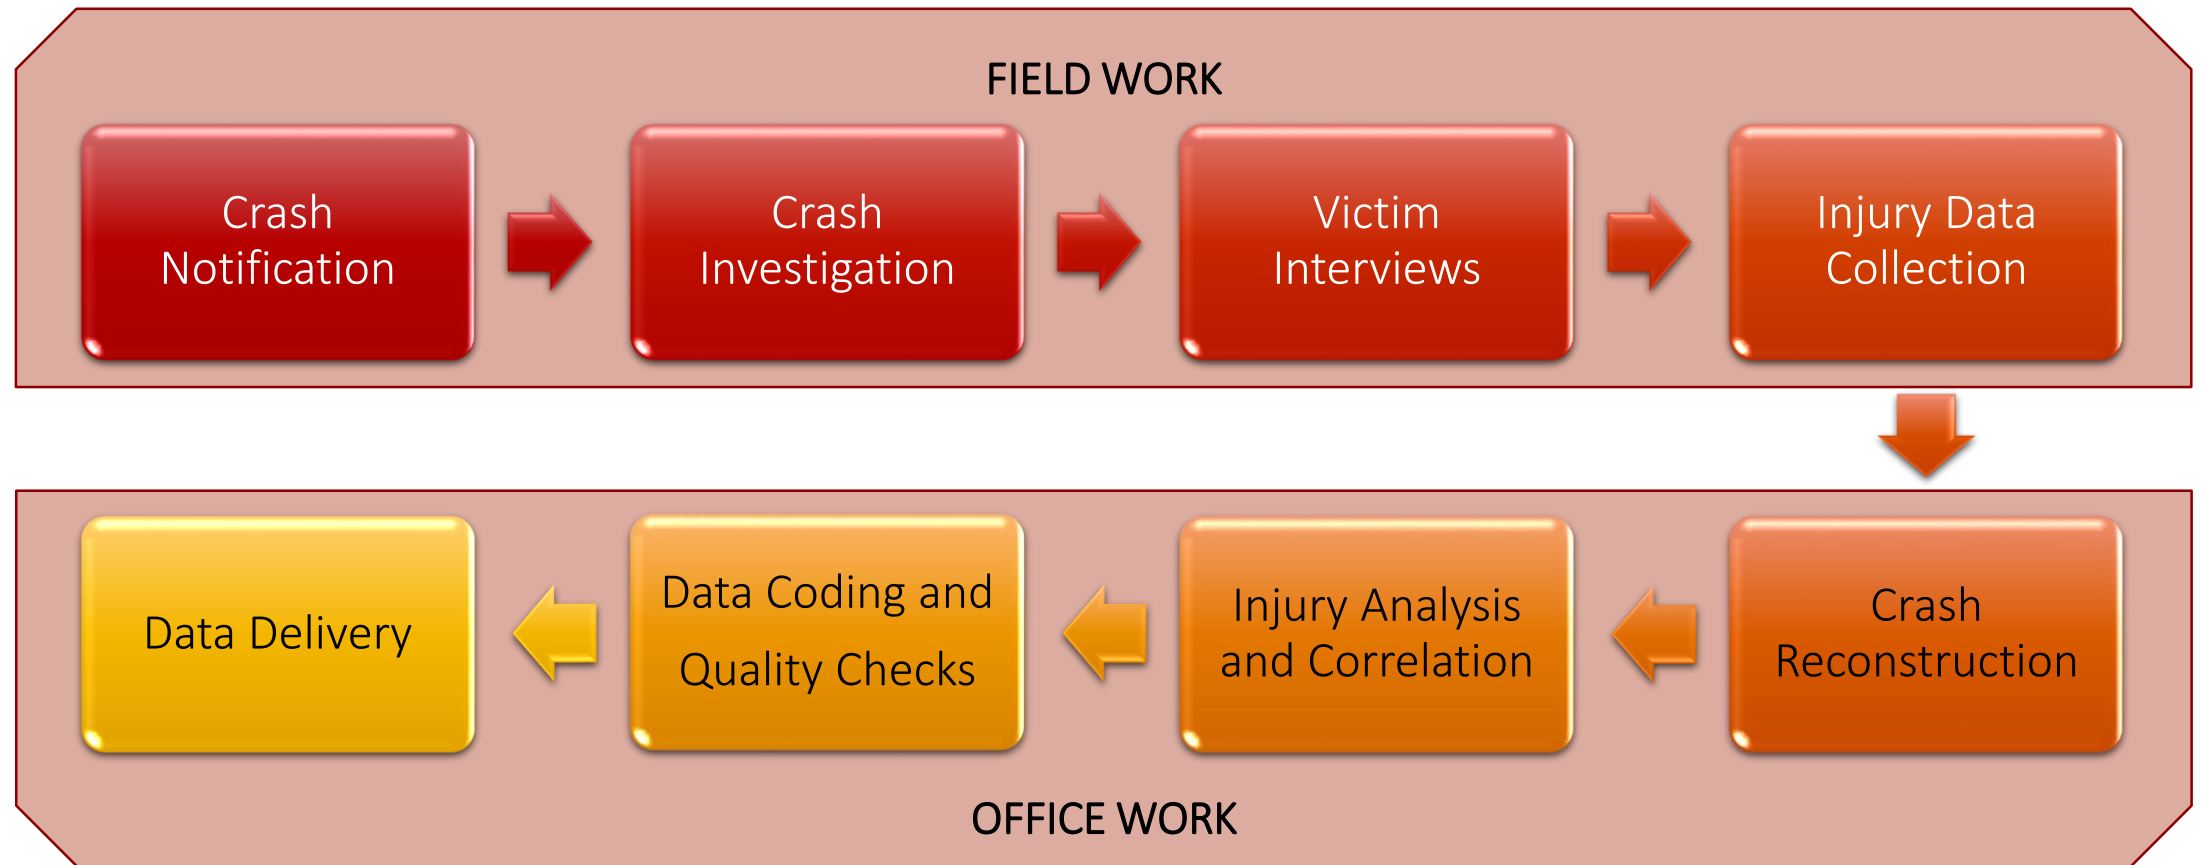 FIELD WORK
Crash
Notification
Crash
Investigation
Victim
Interviews
Injury Data
Collection
Crash
Reconstruction
Injury Analysis
and Correlation
Data Coding and
Quality Checks
Data Delivery
OFFICE WORK